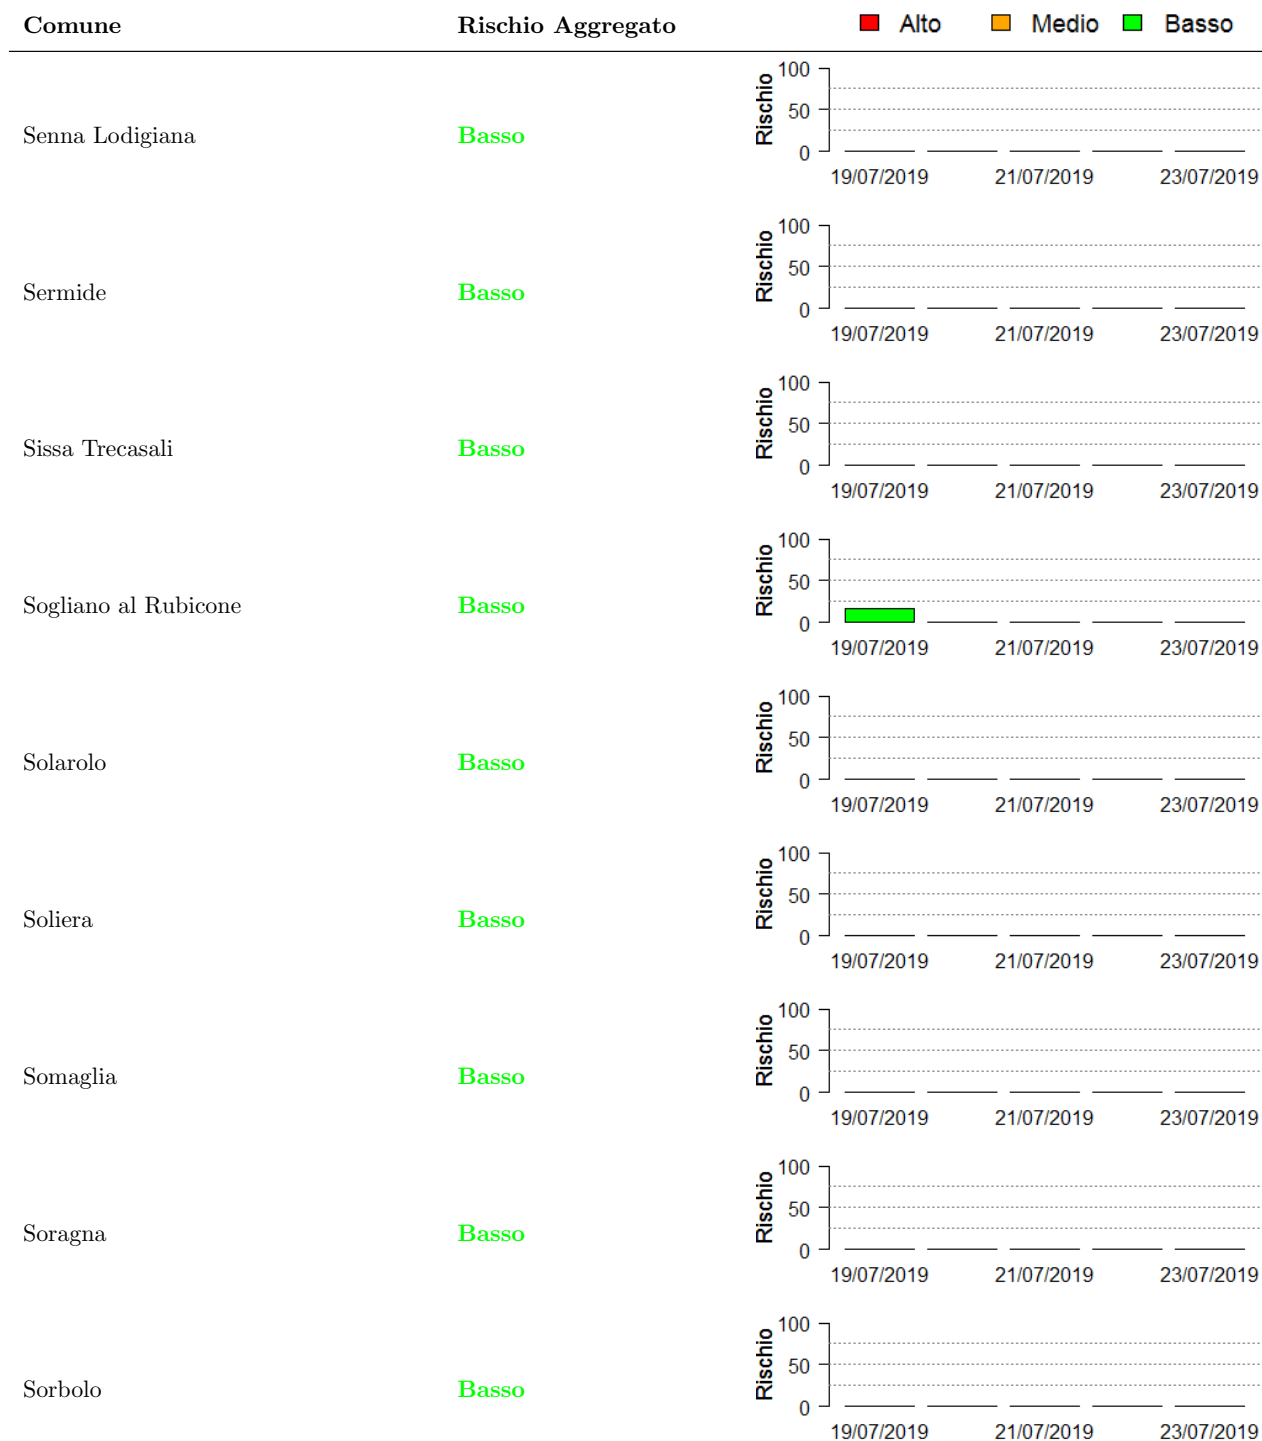 Comune Rischio Aggregato Alto Medio Basso
100
50
0
Rischio
Senna Lodigiana Basso
19/07/2019 21/07/2019 23/07/2019
100
50
0
Rischio
Sermide Basso
19/07/2019 21/07/2019 23/07/2019
100
50
0
Rischio
Sissa Trecasali Basso
19/07/2019 21/07/2019 23/07/2019
100
50
0
Rischio
Sogliano al Rubicone Basso
19/07/2019 21/07/2019 23/07/2019
100
50
0
Rischio
Solarolo Basso
19/07/2019 21/07/2019 23/07/2019
100
50
0
Rischio
Soliera Basso
19/07/2019 21/07/2019 23/07/2019
100
50
0
Rischio
Somaglia Basso
19/07/2019 21/07/2019 23/07/2019
100
50
0
Rischio
Soragna Basso
19/07/2019 21/07/2019 23/07/2019
100
50
0
Rischio
Sorbolo Basso
19/07/2019 21/07/2019 23/07/2019